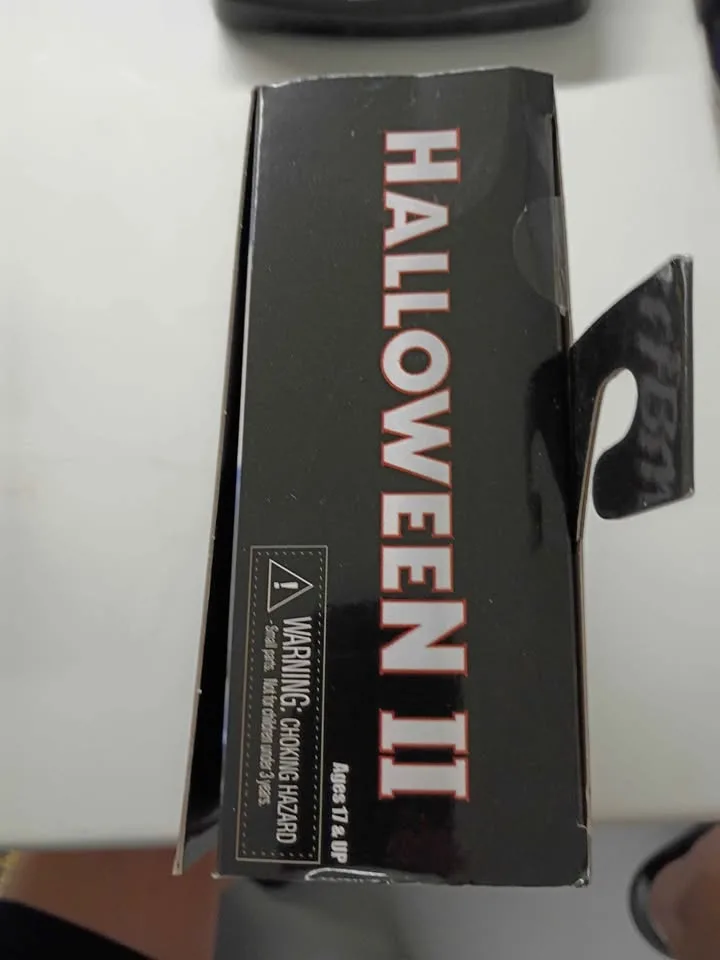 HALLOWEEN II
Ages 17 & UP
WARNING: CHOKING HAZARD
- Small parts. Not for children under 3 years.